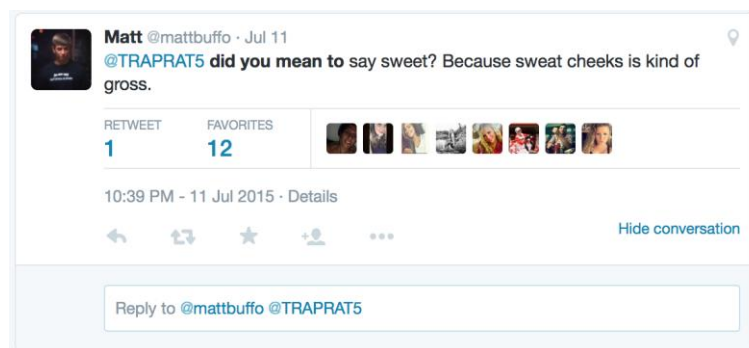 Matt @mattbuffo · Jul 11
@TRAPRAT5 did you mean to say sweet? Because sweat cheeks is kind of
gross.
RETWEET FAVORITES
1 12
10:39 PM - 11 Jul 2015 · Details
Hide conversation
Reply to @mattbuffo @TRAPRAT5